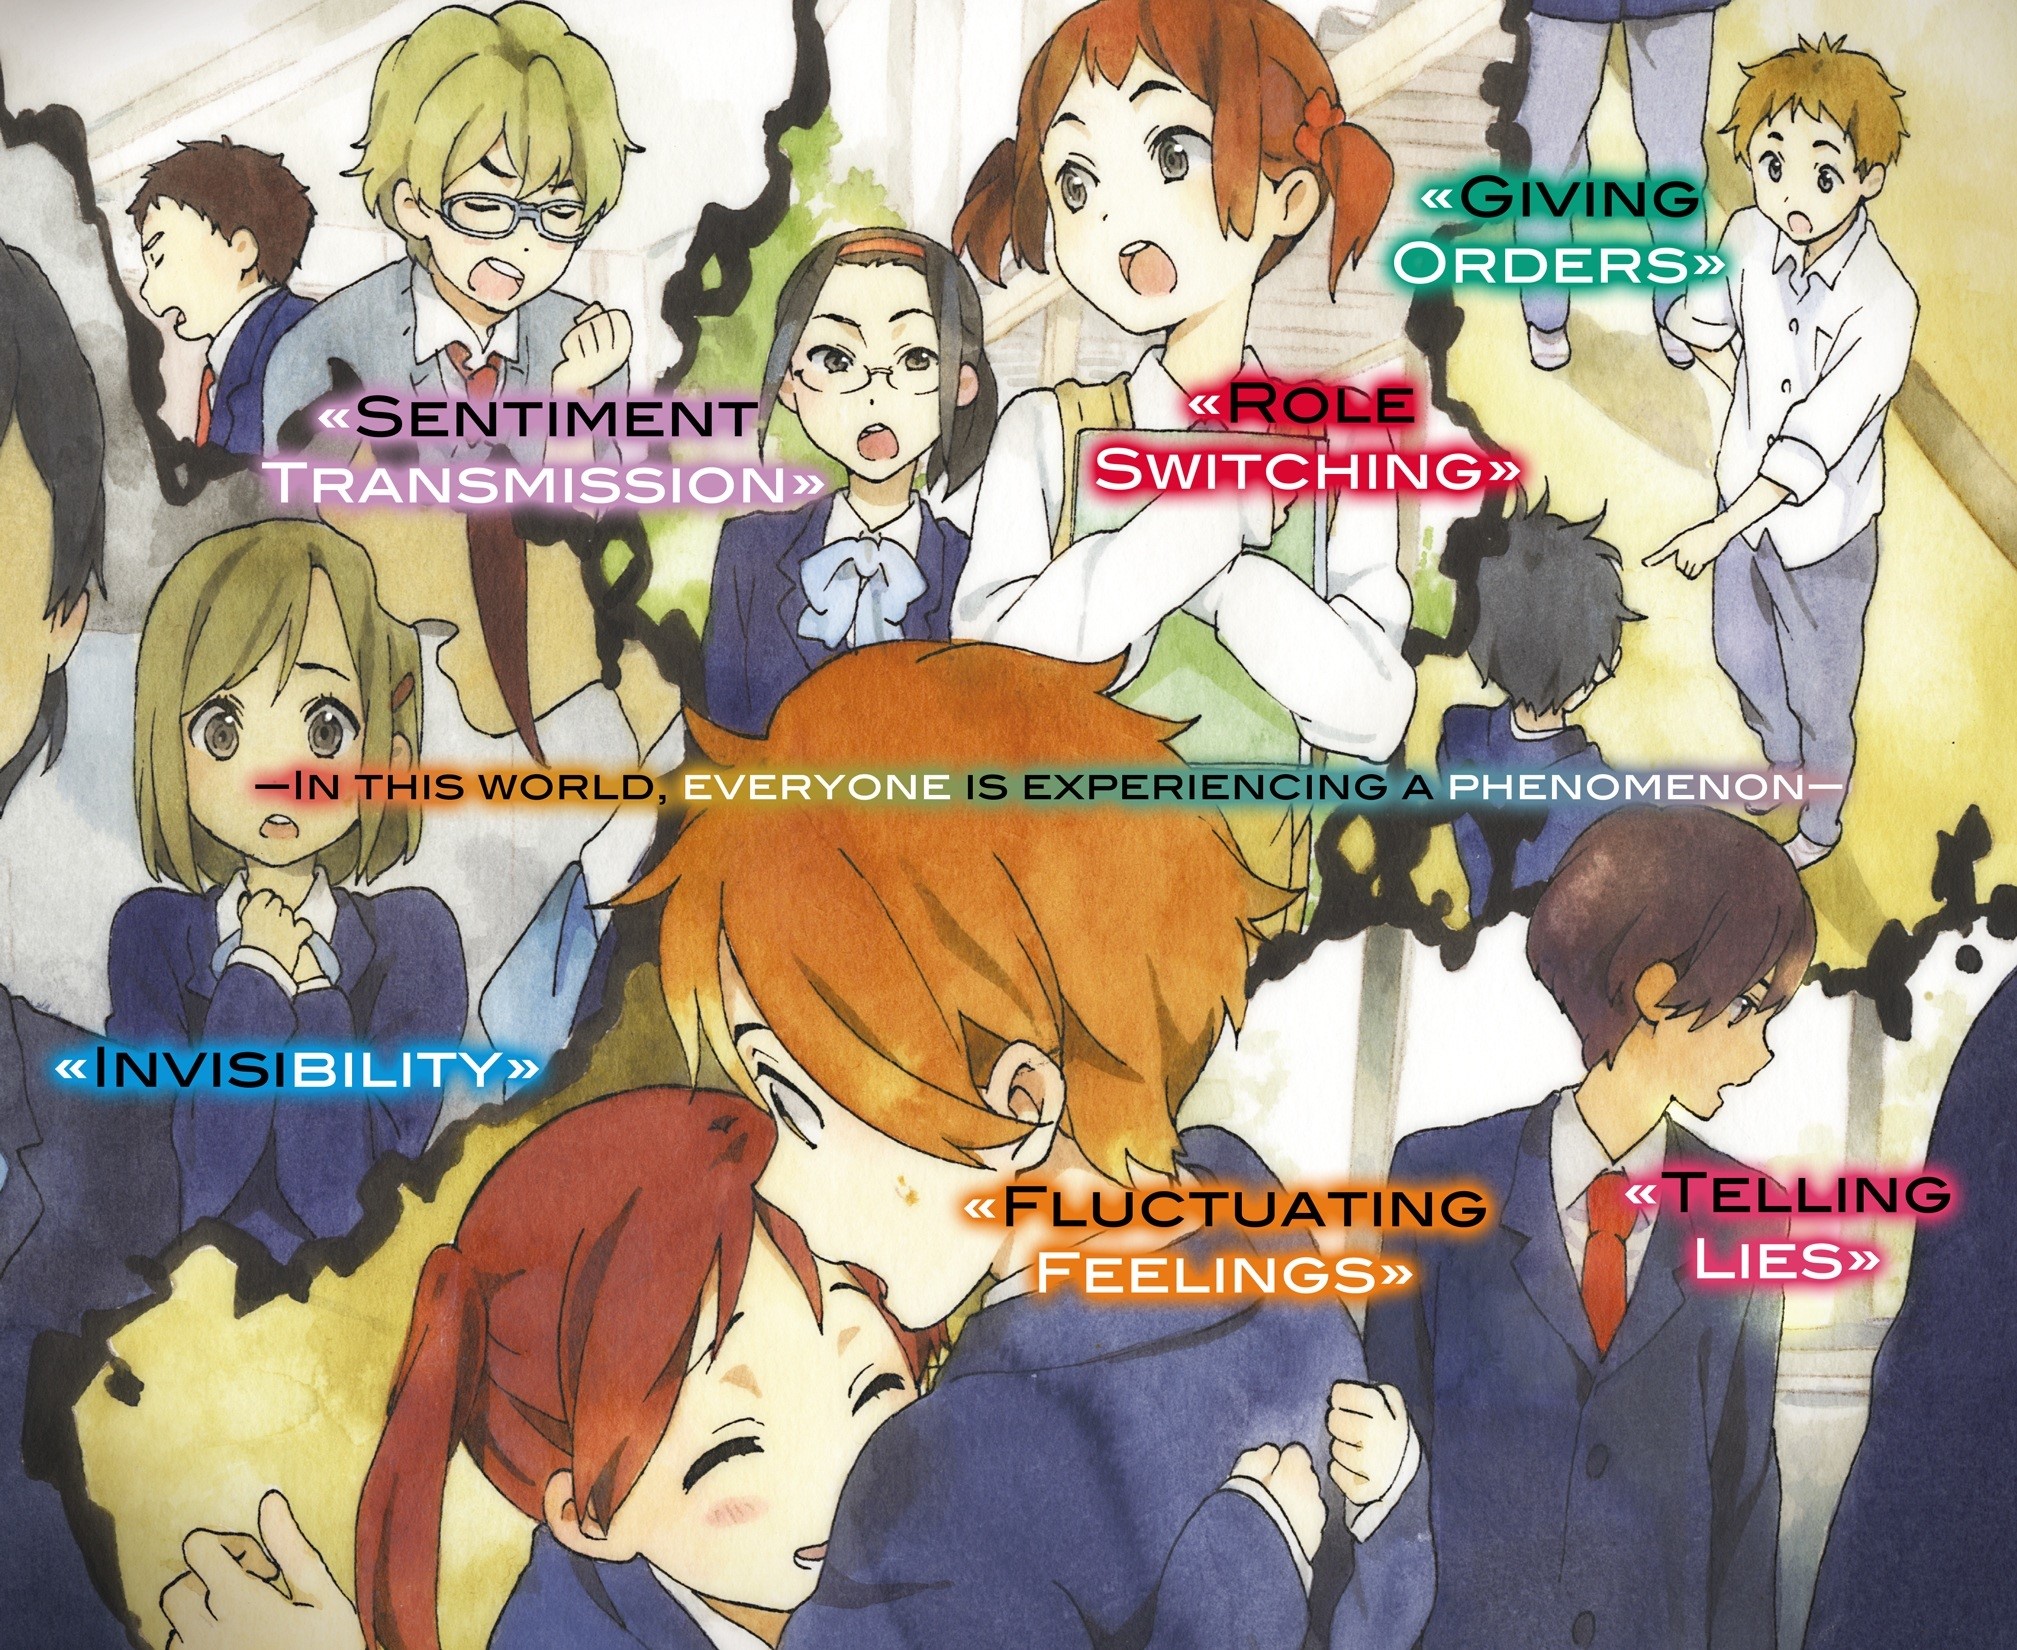 «GIVING
ORDERS»
«SENTIMENT
TRANSMISSION»
«ROLE
SWITCHING»
—IN THIS WORLD, EVERYONE IS EXPERIENCING A PHENOMENON—
«INVISIBILITY»
«FLUCTUATING
FEELINGS»
«TELLING
LIES»